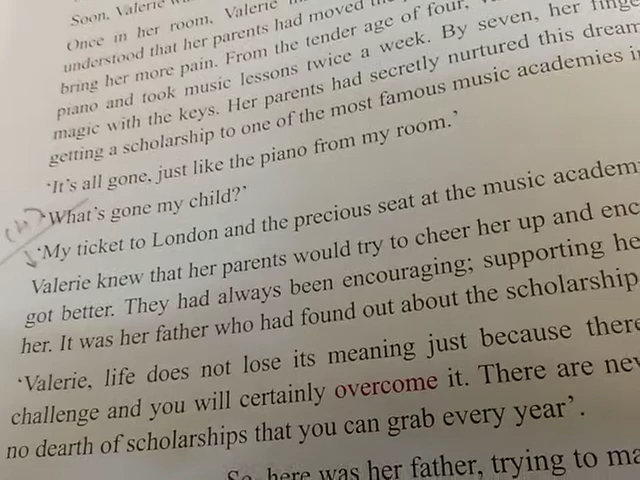 Soon, Valerie
Once in her room, Valerie
understood that her parents had moved
bring her more pain. From the tender age of four,
piano and took music lessons twice a week. By seven, her finge
magic with the keys. Her parents had secretly nurtured this dream
getting a scholarship to one of the most famous music academies i
‘It’s all gone, just like the piano from my room.’
‘What’s gone my child?’
‘My ticket to London and the precious seat at the music academ
Valerie knew that her parents would try to cheer her up and enc
got better. They had always been encouraging; supporting he
her. It was her father who had found out about the scholarship
‘Valerie, life does not lose its meaning just because there
challenge and you will certainly overcome it. There are nev
no dearth of scholarships that you can grab every year’.
So, here was her father, trying to ma